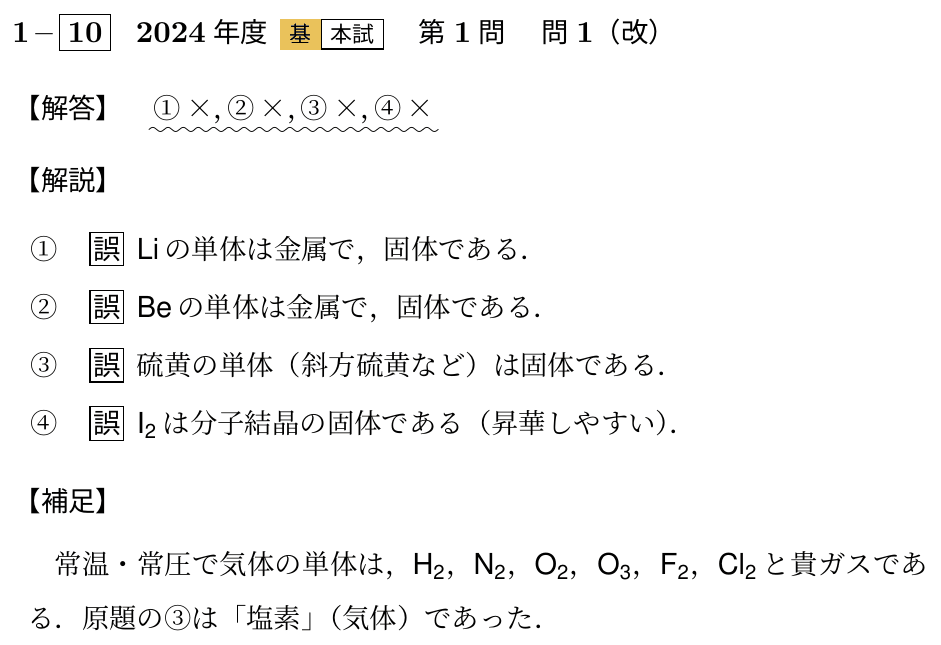 1－10 2024 年度 基 本試 第 1 問 問 1（改）
【解答】 ① ×, ② ×, ③ ×, ④ ×
【解説】
① 誤 Li の単体は金属で，固体である．
② 誤 Be の単体は金属で，固体である．
③ 誤 硫黄の単体（斜方硫黄など）は固体である．
④ 誤 I₂ は分子結晶の固体である（昇華しやすい）．
【補足】
常温・常圧で気体の単体は，H₂，N₂，O₂，O₃，F₂，Cl₂ と貴ガスであ
る．原題の③は「塩素」（気体）であった．